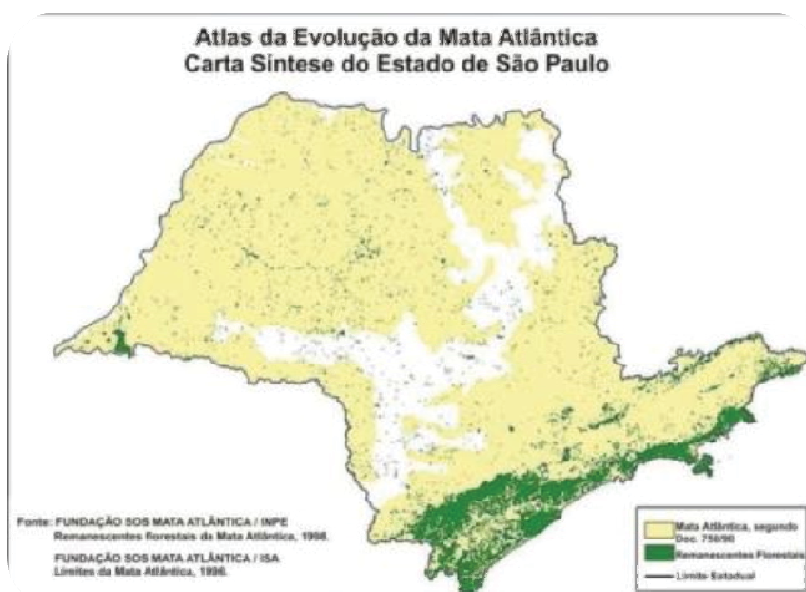 Atlas da Evolução da Mata Atlântica
Carta Síntese do Estado de São Paulo
Fonte: FUNDAÇÃO SOS MATA ATLÂNTICA / INPE
Remanescentes florestais da Mata Atlântica, 1998.
FUNDAÇÃO SOS MATA ATLÂNTICA / ISA
Limites da Mata Atlântica, 1996.
Mata Atlântica, segundo
Dec. 750/90
Remanescentes Florestais
Limite Estadual